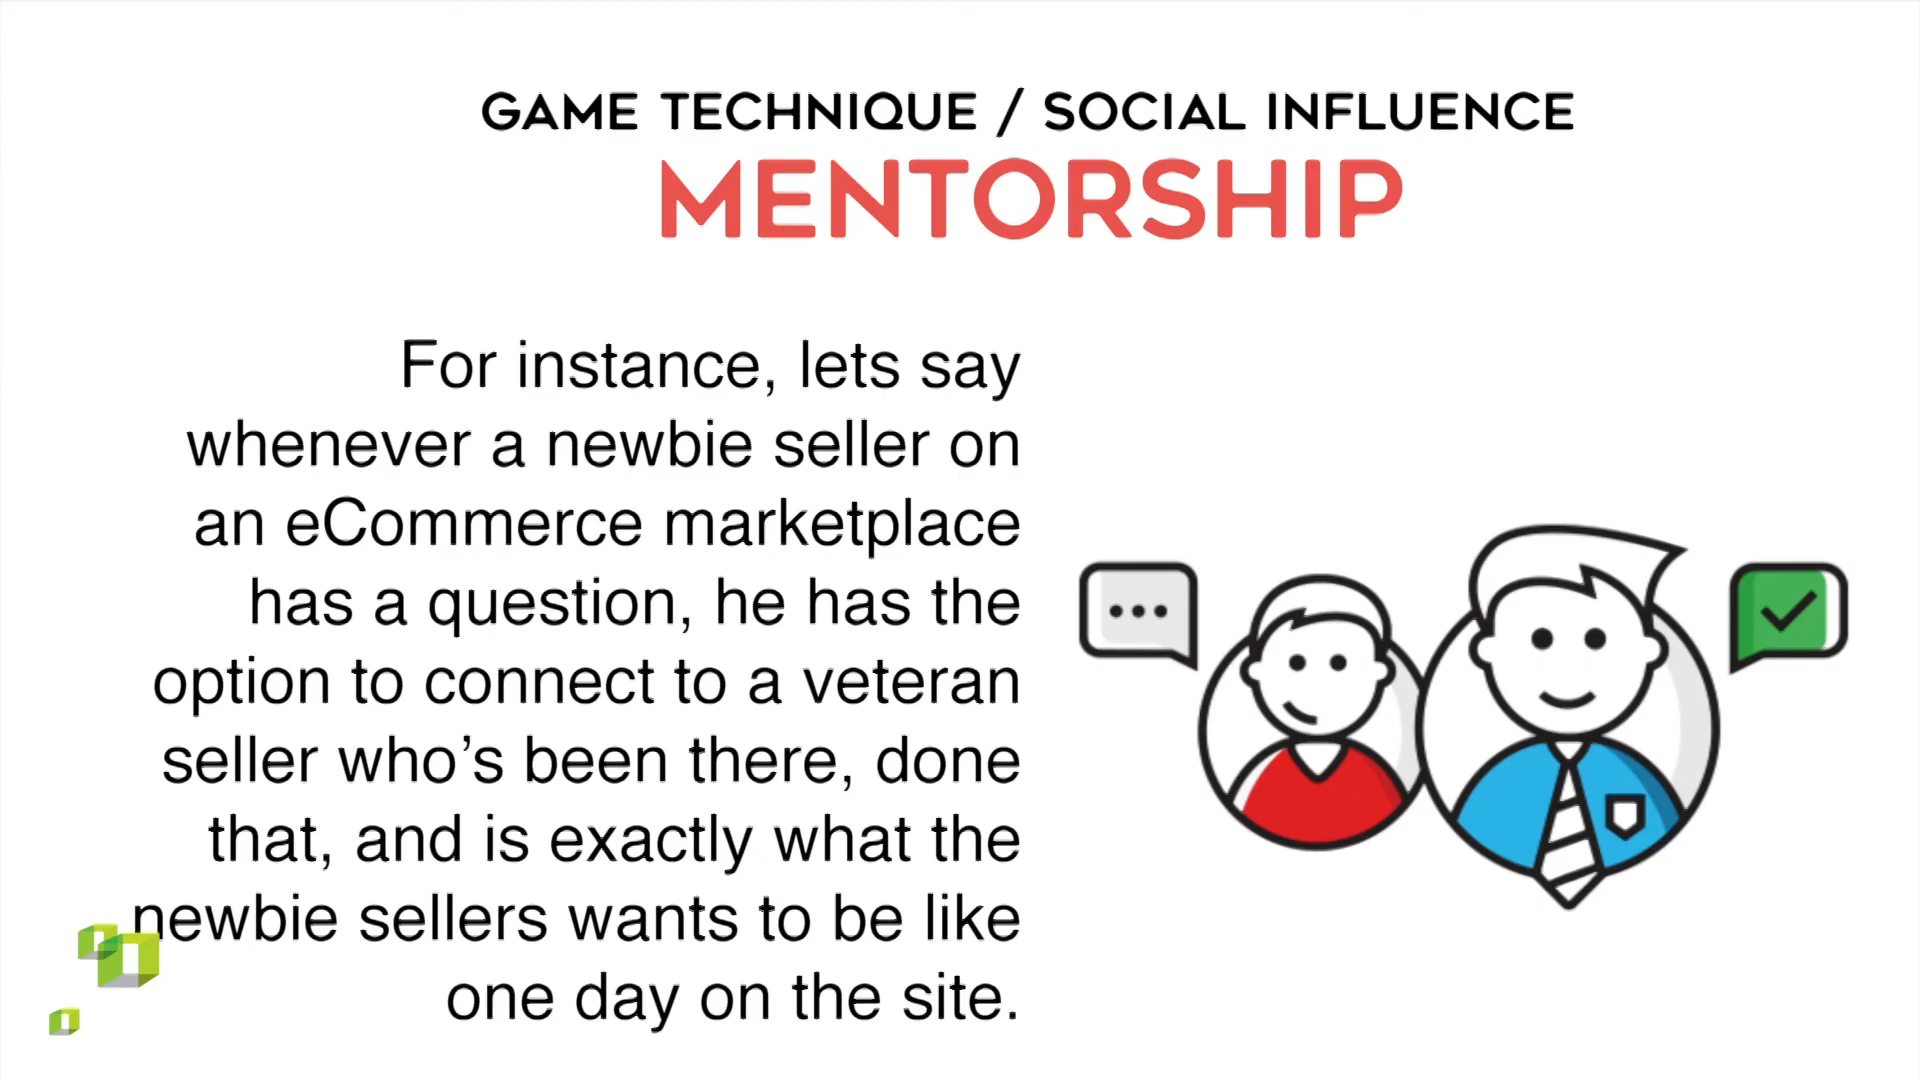 GAME TECHNIQUE / SOCIAL INFLUENCE
MENTORSHIP
For instance, lets say
whenever a newbie seller on
an eCommerce marketplace
has a question, he has the
option to connect to a veteran
seller who’s been there, done
that, and is exactly what the
newbie sellers wants to be like
one day on the site.